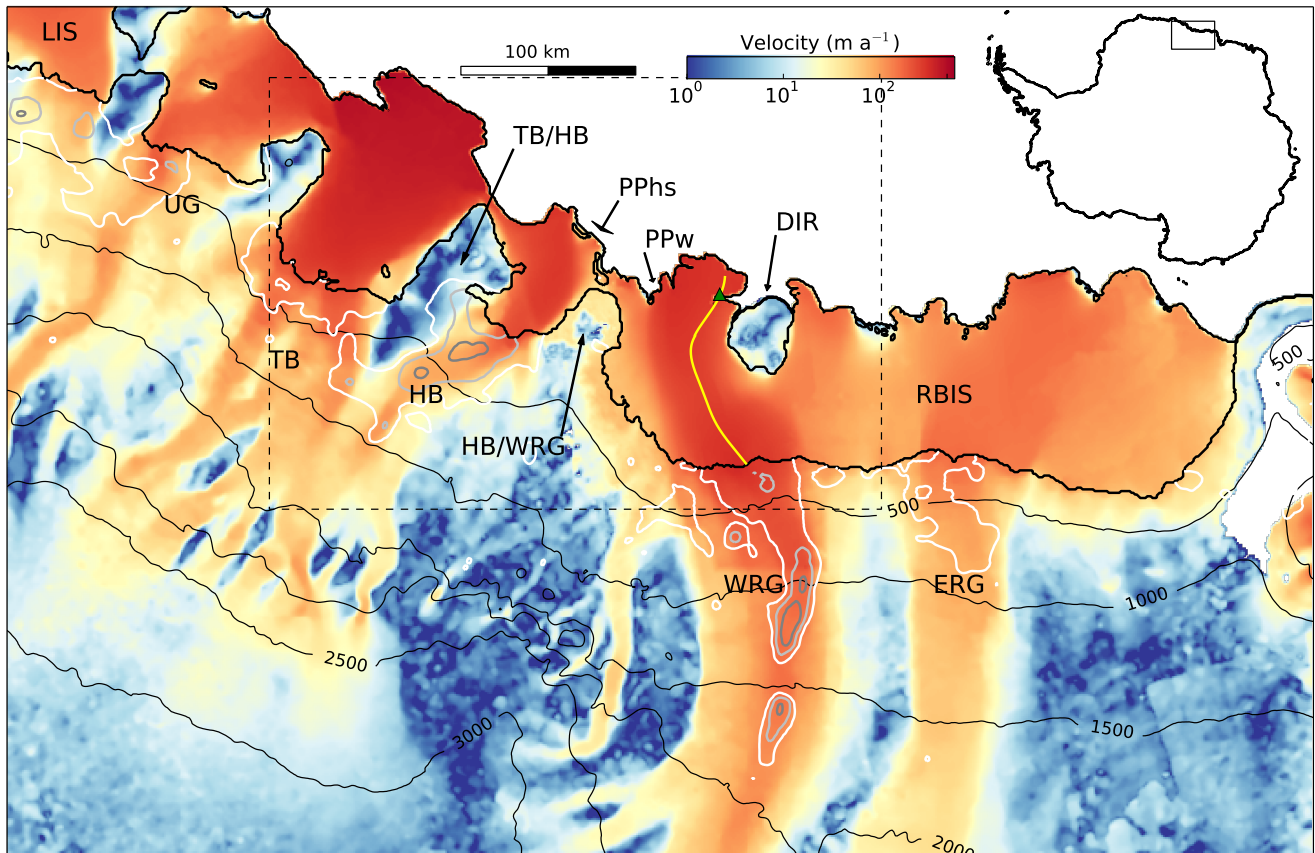 LIS
100 km
Velocity (m a⁻¹)
10⁰ 10¹ 10²
TB/HB
PPhs
UG
PPw
DIR
500
TB
HB
RBIS
HB/WRG
500
WRG
ERG
1000
2500
3000
1500
2000